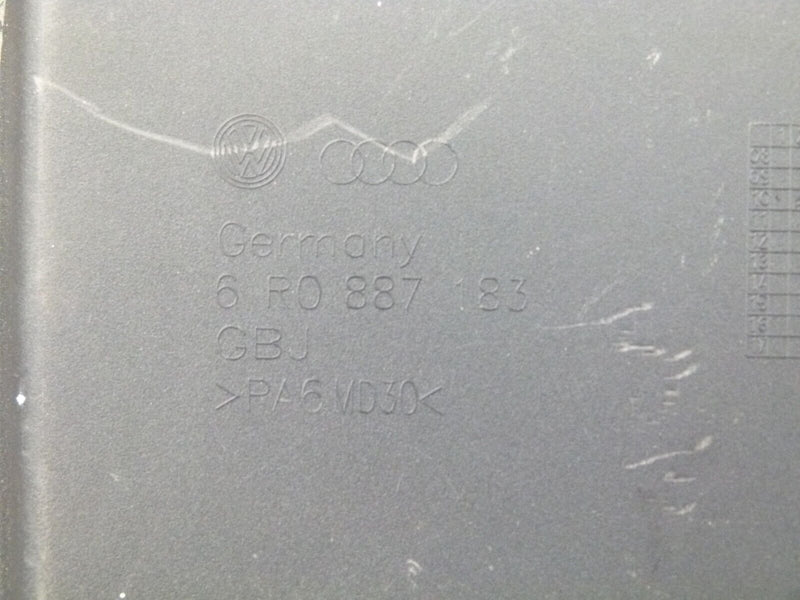 Germany
6 R0 887 183
GBJ
>PA6 MD30<